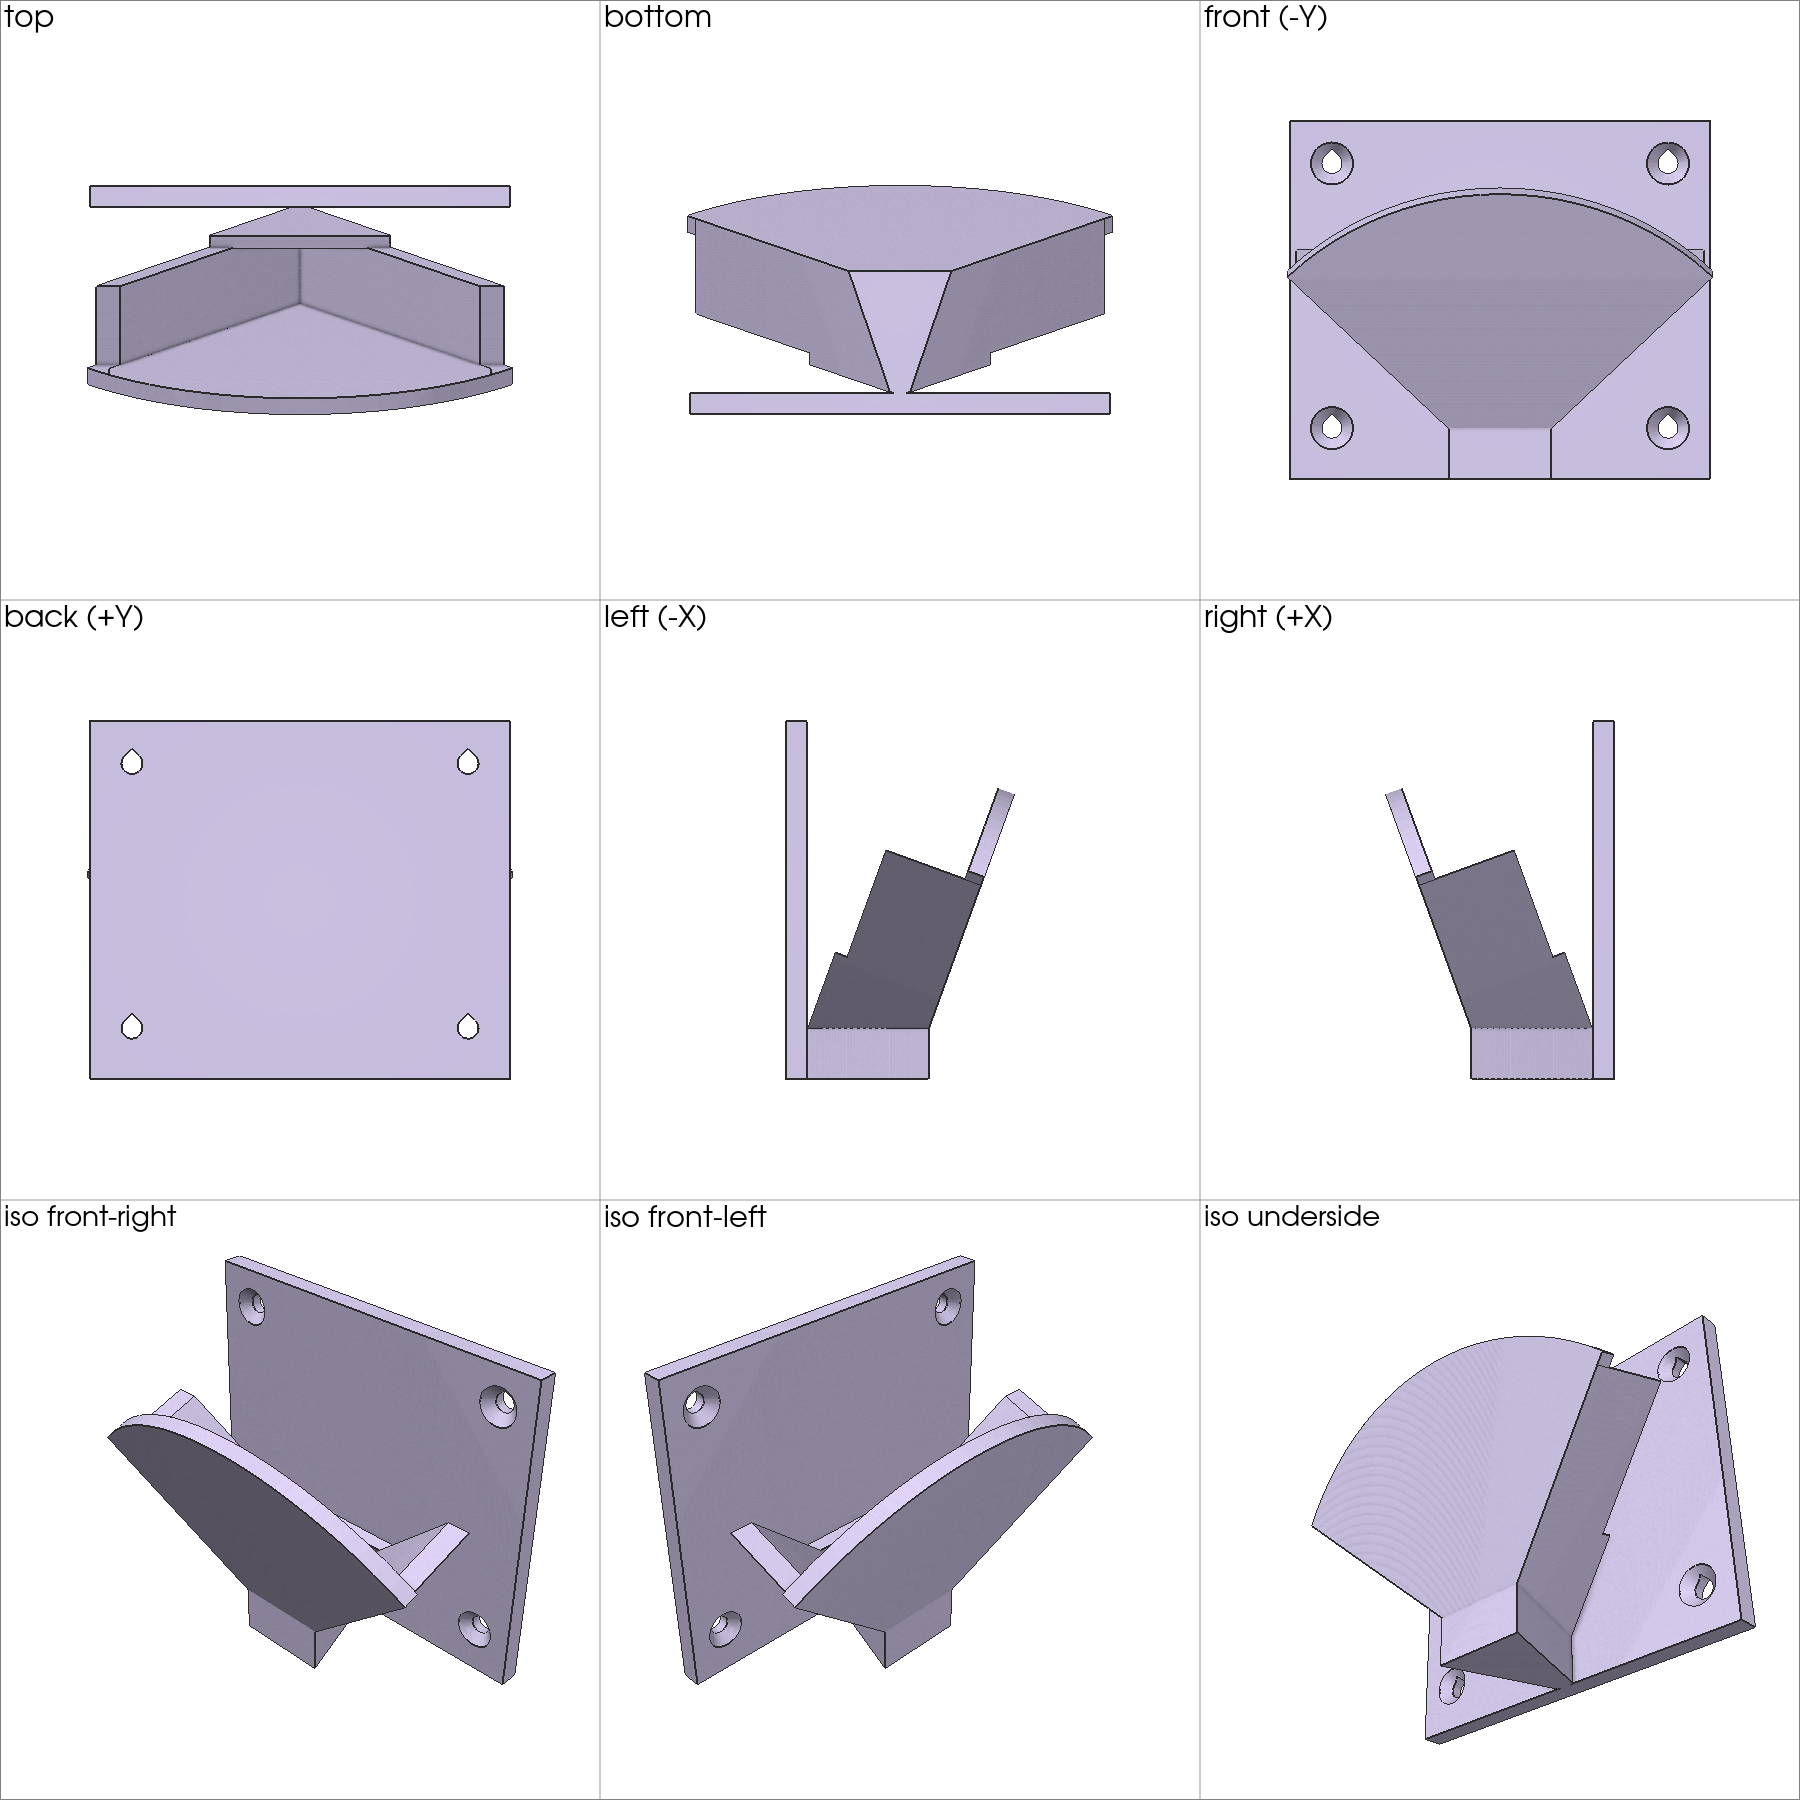 top
bottom
front (-Y)
back (+Y)
left (-X)
right (+X)
iso front-right
iso front-left
iso underside